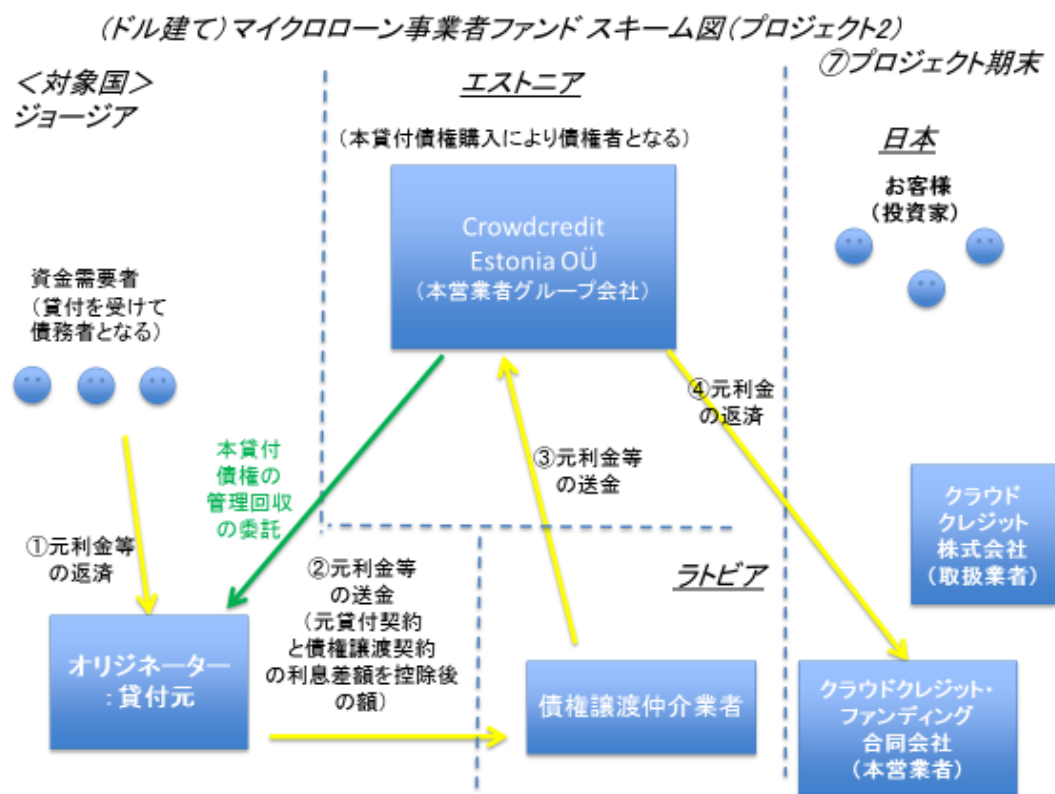 (ドル建て)マイクロローン事業者ファンド スキーム図(プロジェクト2)
⑦プロジェクト期末
<対象国>
ジョージア
エストニア
(本貸付債権購入により債権者となる)
日本
お客様
(投資家)
Crowdcredit
Estonia OÜ
(本営業者グループ会社)
資金需要者
(貸付を受けて
債務者となる)
④元利金
の返済
本貸付
債権の
管理回収
の委託
③元利金等
の送金
クラウド
クレジット
株式会社
(取扱業者)
①元利金等
の返済
②元利金等
の送金
(元貸付契約
と債権譲渡契約
の利息差額を控除後
の額)
ラトビア
オリジネーター
:貸付元
債権譲渡仲介業者
クラウドクレジット・
ファンディング
合同会社
(本営業者)